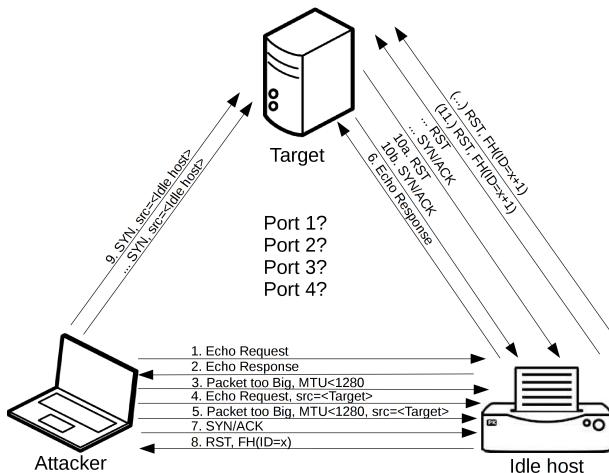 Target
9. SYN, src=<Idle host>
... SYN, src=<Idle host>
(...) RST, FH(ID=x+1)
(11.) RST, FH(ID=x+1)
... RST
... SYN/ACK
10a. RST
10b. SYN/ACK
6. Echo Response
Port 1?
Port 2?
Port 3?
Port 4?
1. Echo Request
2. Echo Response
3. Packet too Big, MTU<1280
4. Echo Request, src=<Target>
5. Packet too Big, MTU<1280, src=<Target>
7. SYN/ACK
8. RST, FH(ID=x)
Attacker
Idle host